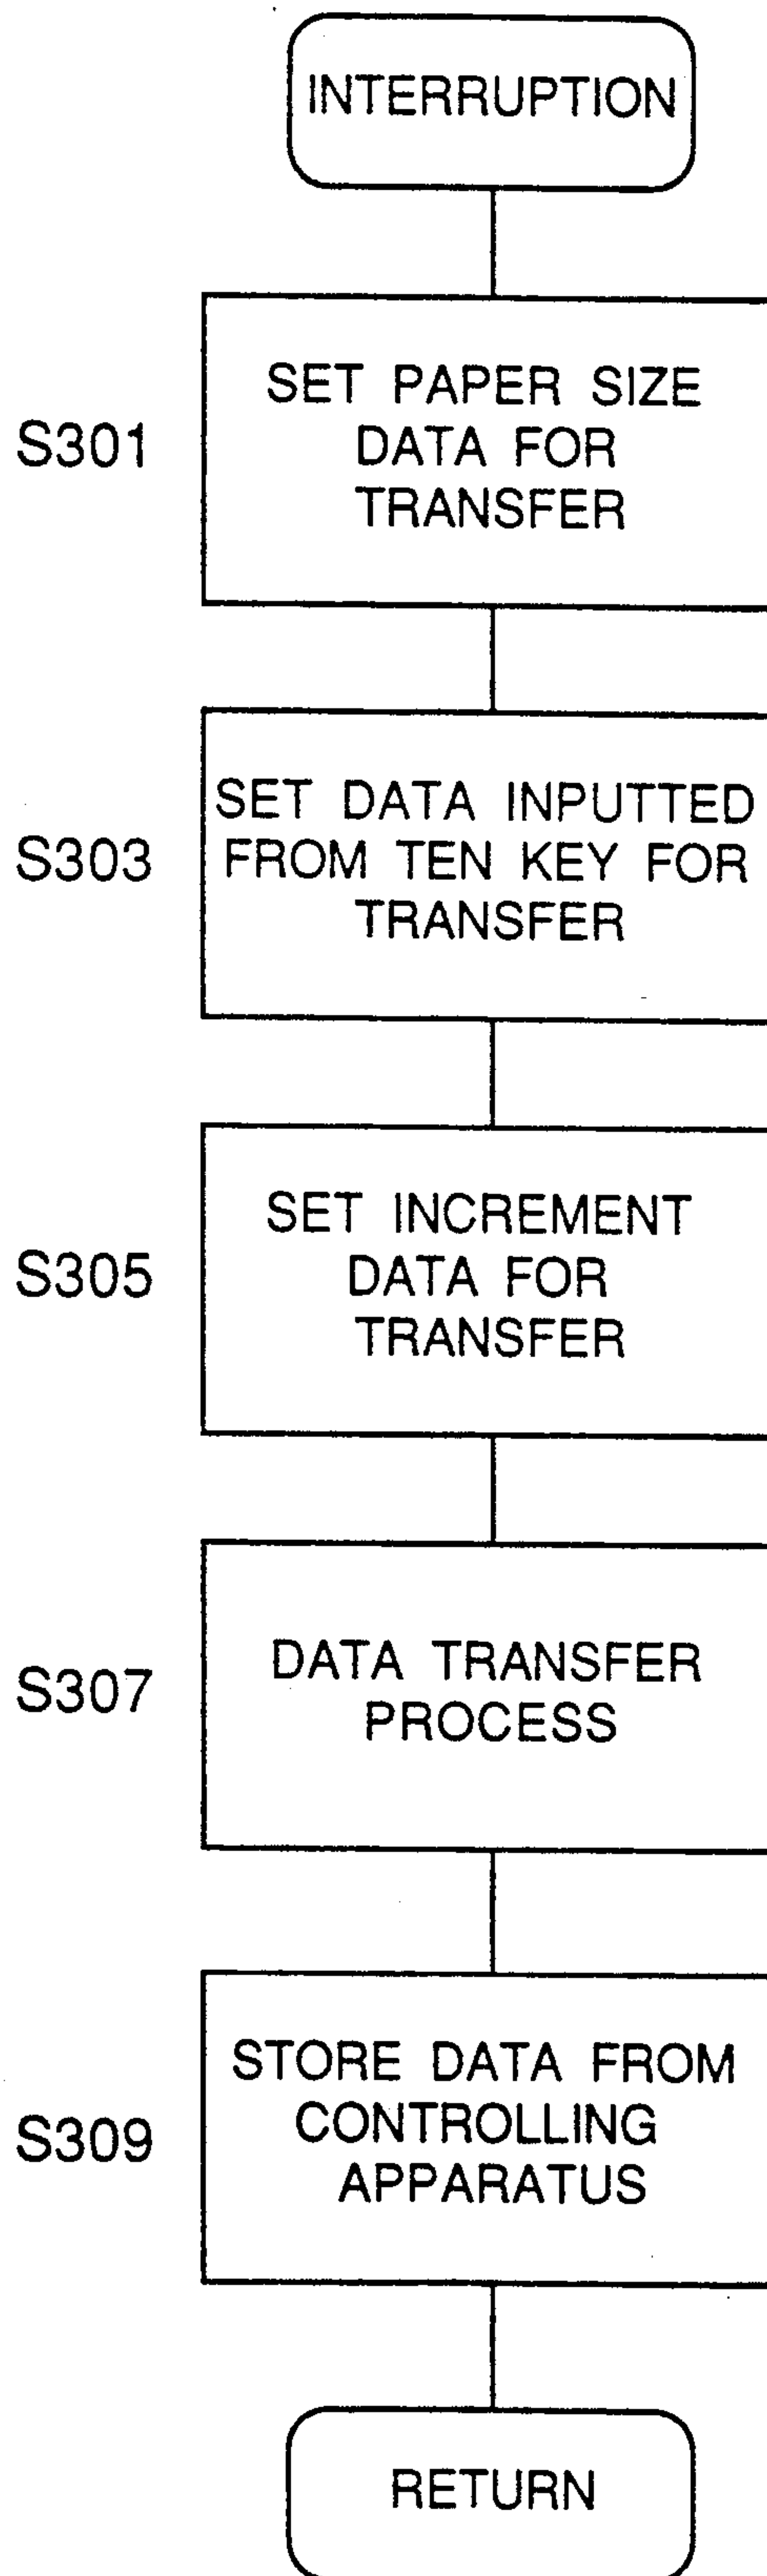 INTERRUPTION
S301
SET PAPER SIZE
DATA FOR
TRANSFER
S303
SET DATA INPUTTED
FROM TEN KEY FOR
TRANSFER
S305
SET INCREMENT
DATA FOR
TRANSFER
S307
DATA TRANSFER
PROCESS
S309
STORE DATA FROM
CONTROLLING
APPARATUS
RETURN